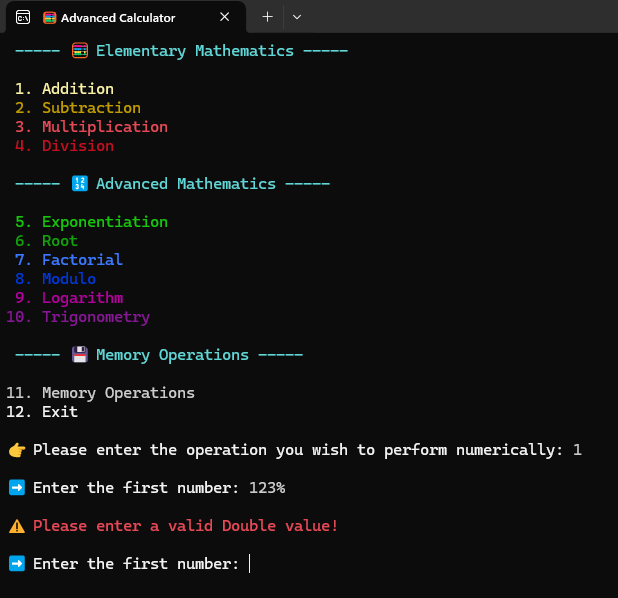 Advanced Calculator
----- 🧮 Elementary Mathematics -----
1. Addition
2. Subtraction
3. Multiplication
4. Division
----- 🔢 Advanced Mathematics -----
5. Exponentiation
6. Root
7. Factorial
8. Modulo
9. Logarithm
10. Trigonometry
----- 💾 Memory Operations -----
11. Memory Operations
12. Exit
👉 Please enter the operation you wish to perform numerically: 1
➡️ Enter the first number: 123%
⚠️ Please enter a valid Double value!
➡️ Enter the first number: